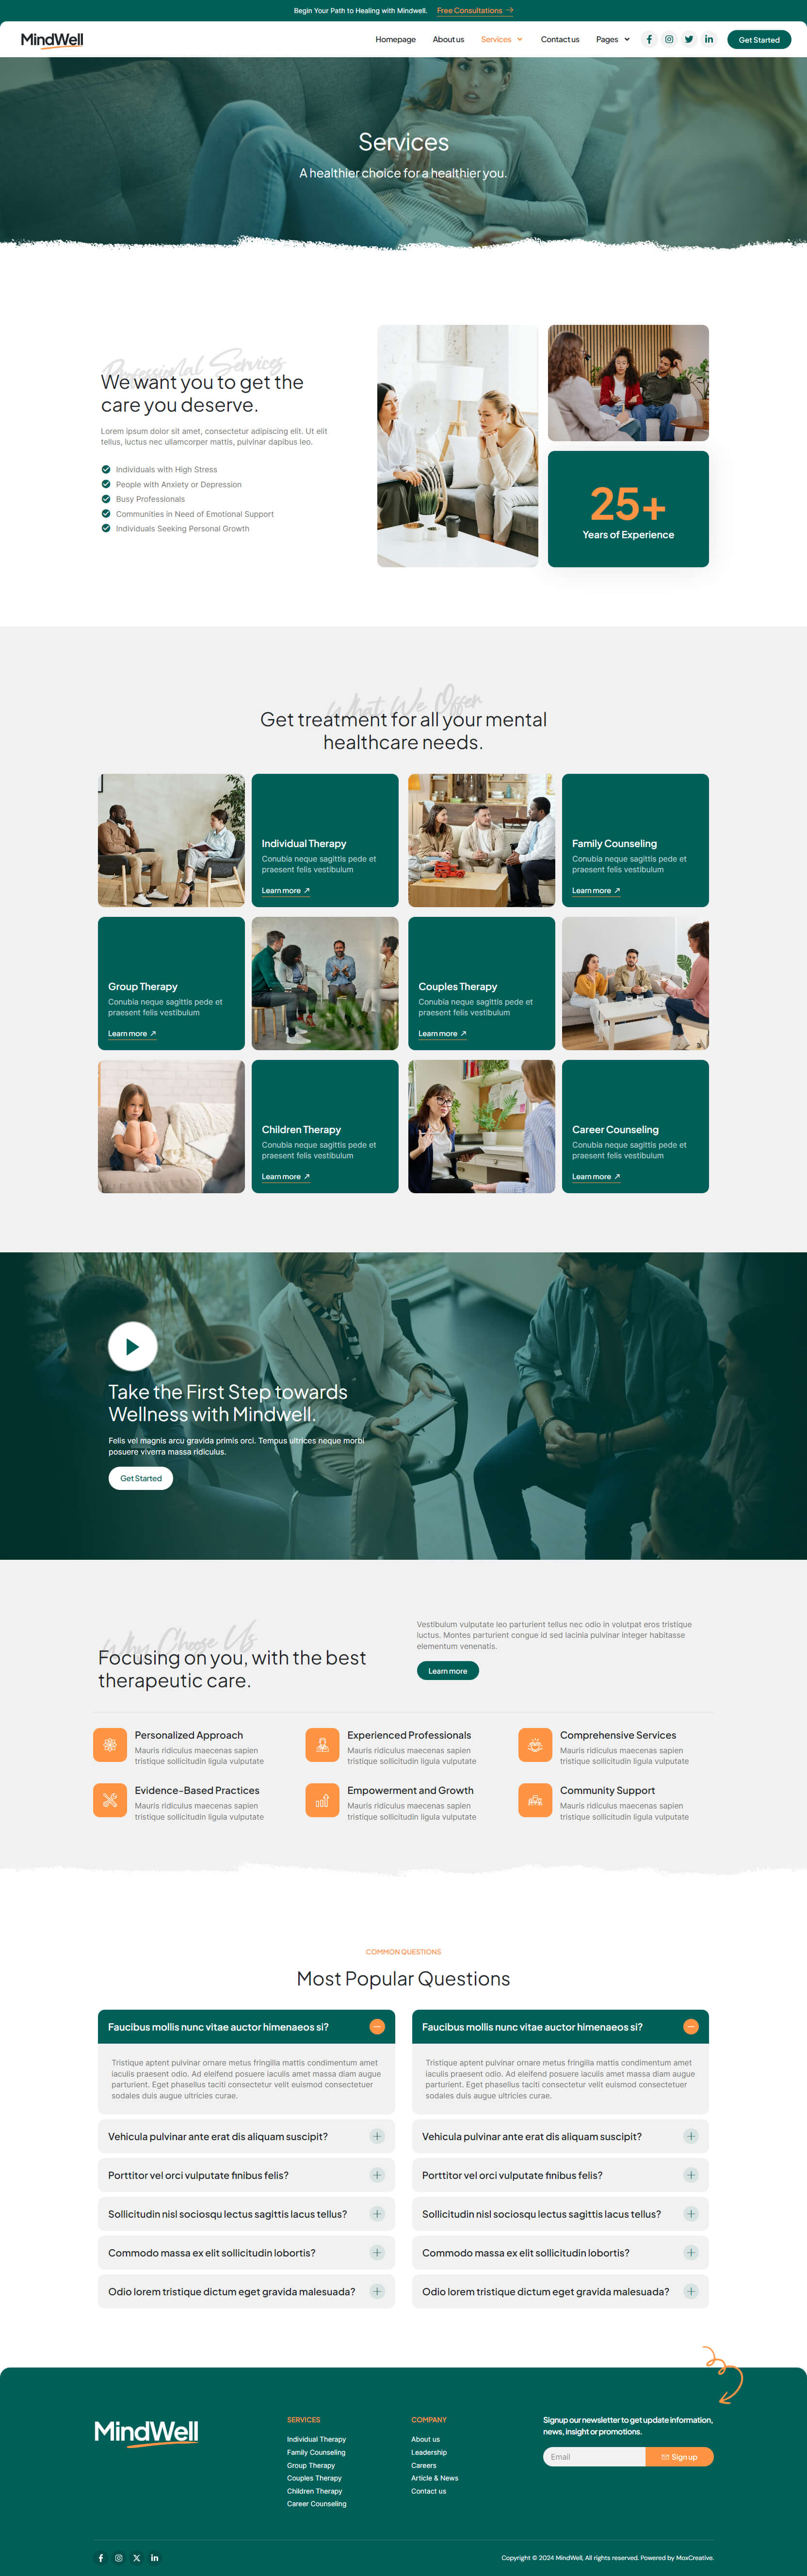 Begin Your Path to Healing with Mindwell. Free Consultations
MindWell
Homepage About us Services Contact us Pages Get Started
Services
A healthier choice for a healthier you.
Professional Services
We want you to get the
care you deserve.
Lorem ipsum dolor sit amet, consectetur adipiscing elit. Ut elit
tellus, luctus nec ullamcorper mattis, pulvinar dapibus leo.
Individuals with High Stress
People with Anxiety or Depression
Busy Professionals
Communities in Need of Emotional Support
Individuals Seeking Personal Growth
25+
Years of Experience
What We Offer
Get treatment for all your mental
healthcare needs.
Individual Therapy
Conubia neque sagittis pede et
praesent felis vestibulum
Learn more
Family Counseling
Conubia neque sagittis pede et
praesent felis vestibulum
Learn more
Group Therapy
Conubia neque sagittis pede et
praesent felis vestibulum
Learn more
Couples Therapy
Conubia neque sagittis pede et
praesent felis vestibulum
Learn more
Children Therapy
Conubia neque sagittis pede et
praesent felis vestibulum
Learn more
Career Counseling
Conubia neque sagittis pede et
praesent felis vestibulum
Learn more
Take the First Step towards
Wellness with Mindwell.
Felis vel magnis arcu gravida primis orci. Tempus ultrices neque morbi
posuere viverra massa ridiculus.
Get Started
Why Choose Us
Focusing on you, with the best
therapeutic care.
Vestibulum vulputate leo parturient tellus nec odio in volutpat eros tristique
luctus. Montes parturient congue id sed lacinia pulvinar integer habitasse
elementum venenatis.
Learn more
Personalized Approach
Mauris ridiculus maecenas sapien
tristique sollicitudin ligula vulputate
Experienced Professionals
Mauris ridiculus maecenas sapien
tristique sollicitudin ligula vulputate
Comprehensive Services
Mauris ridiculus maecenas sapien
tristique sollicitudin ligula vulputate
Evidence-Based Practices
Mauris ridiculus maecenas sapien
tristique sollicitudin ligula vulputate
Empowerment and Growth
Mauris ridiculus maecenas sapien
tristique sollicitudin ligula vulputate
Community Support
Mauris ridiculus maecenas sapien
tristique sollicitudin ligula vulputate
COMMON QUESTIONS
Most Popular Questions
Faucibus mollis nunc vitae auctor himenaeos si?
Tristique aptent pulvinar ornare metus fringilla mattis condimentum amet
iaculis praesent odio. Ad eleifend posuere iaculis amet massa diam augue
parturient. Eget phasellus taciti consectetur velit euismod consectetuer
sodales duis augue ultricies curae.
Vehicula pulvinar ante erat dis aliquam suscipit?
Porttitor vel orci vulputate finibus felis?
Sollicitudin nisl sociosqu lectus sagittis lacus tellus?
Commodo massa ex elit sollicitudin lobortis?
Odio lorem tristique dictum eget gravida malesuada?
Faucibus mollis nunc vitae auctor himenaeos si?
Tristique aptent pulvinar ornare metus fringilla mattis condimentum amet
iaculis praesent odio. Ad eleifend posuere iaculis amet massa diam augue
parturient. Eget phasellus taciti consectetur velit euismod consectetuer
sodales duis augue ultricies curae.
Vehicula pulvinar ante erat dis aliquam suscipit?
Porttitor vel orci vulputate finibus felis?
Sollicitudin nisl sociosqu lectus sagittis lacus tellus?
Commodo massa ex elit sollicitudin lobortis?
Odio lorem tristique dictum eget gravida malesuada?
MindWell
SERVICES
Individual Therapy
Family Counseling
Group Therapy
Couples Therapy
Children Therapy
Career Counseling
COMPANY
About us
Leadership
Careers
Article & News
Contact us
Signup our newsletter to get update information,
news, insight or promotions.
Email Sign up
Copyright © 2024 MindWell, All rights reserved. Powered by MoxCreative.